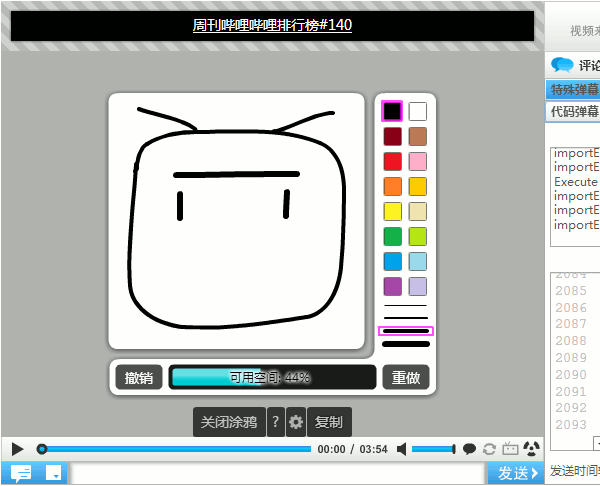 周刊哔哩哔哩排行榜#140
视频来
评论
特殊弹幕
代码弹幕
importE
importE
Execute
importE
importE
importE
2084
2085
2086
2087
2088
2089
2090
2091
2092
2093
撤销
可用空间: 44%
重做
关闭涂鸦
?
复制
00:00 / 03:54
发送
发送时间